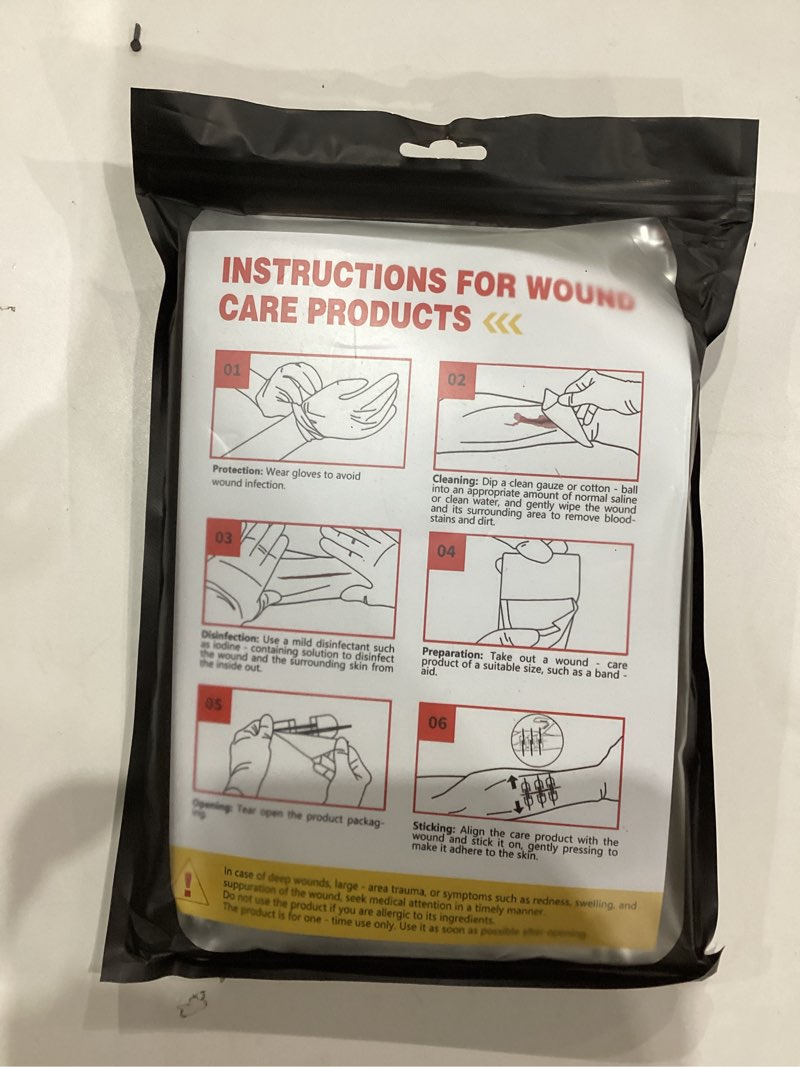 INSTRUCTIONS FOR WOUND
CARE PRODUCTS
01
Protection: Wear gloves to avoid
wound infection.
02
Cleaning: Dip a clean gauze or cotton - ball
into an appropriate amount of normal saline
or clean water, and gently wipe the wound
and its surrounding area to remove blood-
stains and dirt.
03
Disinfection: Use a mild disinfectant such
as iodine - containing solution to disinfect
the wound and the surrounding skin from
the inside out.
04
Preparation: Take out a wound - care
product of a suitable size, such as a band -
aid.
05
Opening: Tear open the product packag-
ing.
06
Sticking: Align the care product with the
wound and stick it on, gently pressing to
make it adhere to the skin.
In case of deep wounds, large - area trauma, or symptoms such as redness, swelling, and
suppuration of the wound, seek medical attention in a timely manner.
Do not use the product if you are allergic to its ingredients.
The product is for one - time use only. Use it as soon as possible after opening.